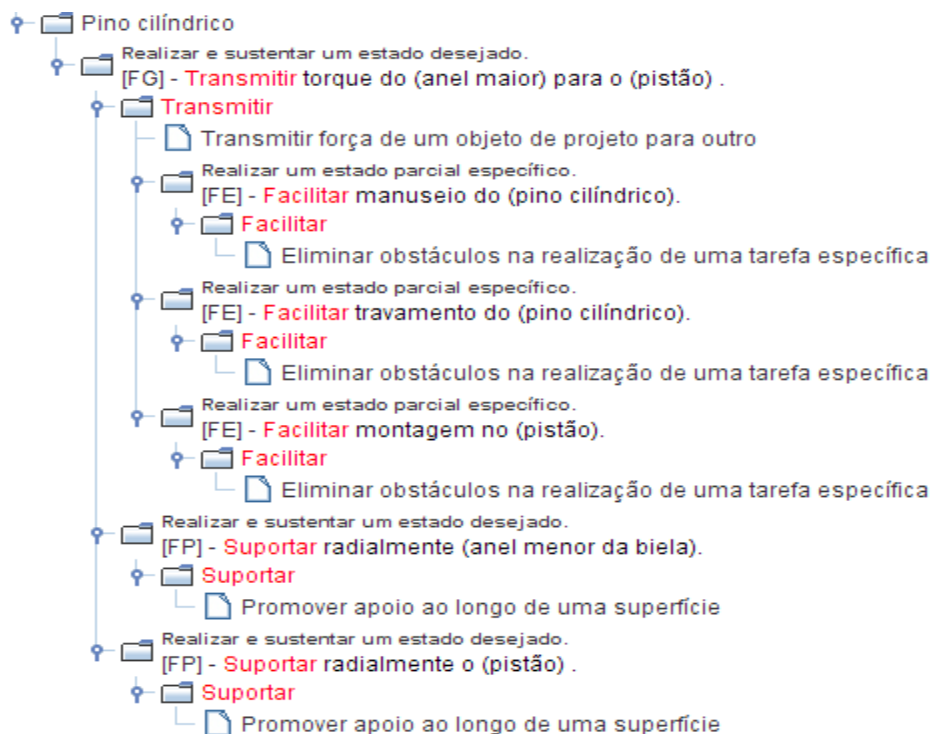 Pino cilíndrico
Realizar e sustentar um estado desejado.
[FG] - Transmitir torque do (anel maior) para o (pistão) .
Transmitir
Transmitir força de um objeto de projeto para outro
Realizar um estado parcial específico.
[FE] - Facilitar manuseio do (pino cilíndrico).
Facilitar
Eliminar obstáculos na realização de uma tarefa específica
Realizar um estado parcial específico.
[FE] - Facilitar travamento do (pino cilíndrico).
Facilitar
Eliminar obstáculos na realização de uma tarefa específica
Realizar um estado parcial específico.
[FE] - Facilitar montagem no (pistão).
Facilitar
Eliminar obstáculos na realização de uma tarefa específica
Realizar e sustentar um estado desejado.
[FP] - Suportar radialmente (anel menor da biela).
Suportar
Promover apoio ao longo de uma superfície
Realizar e sustentar um estado desejado.
[FP] - Suportar radialmente o (pistão) .
Suportar
Promover apoio ao longo de uma superfície